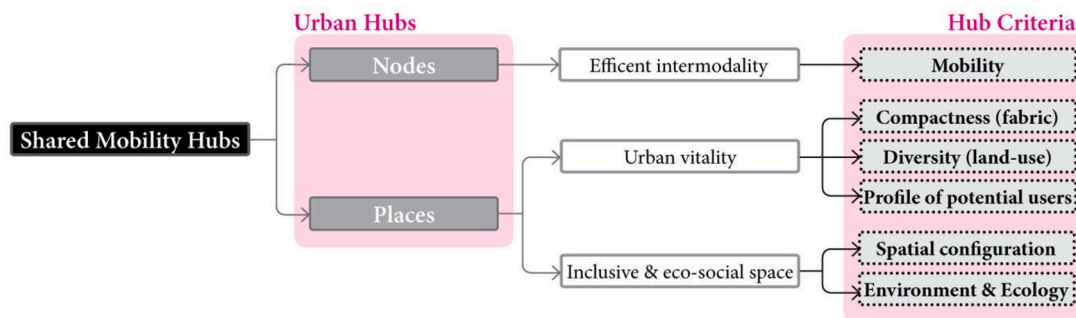 Urban Hubs
Hub Criteria
Nodes
Efficent intermodality
Mobility
Shared Mobility Hubs
Compactness (fabric)
Urban vitality
Diversity (land-use)
Profile of potential users
Places
Spatial configuration
Inclusive & eco-social space
Environment & Ecology